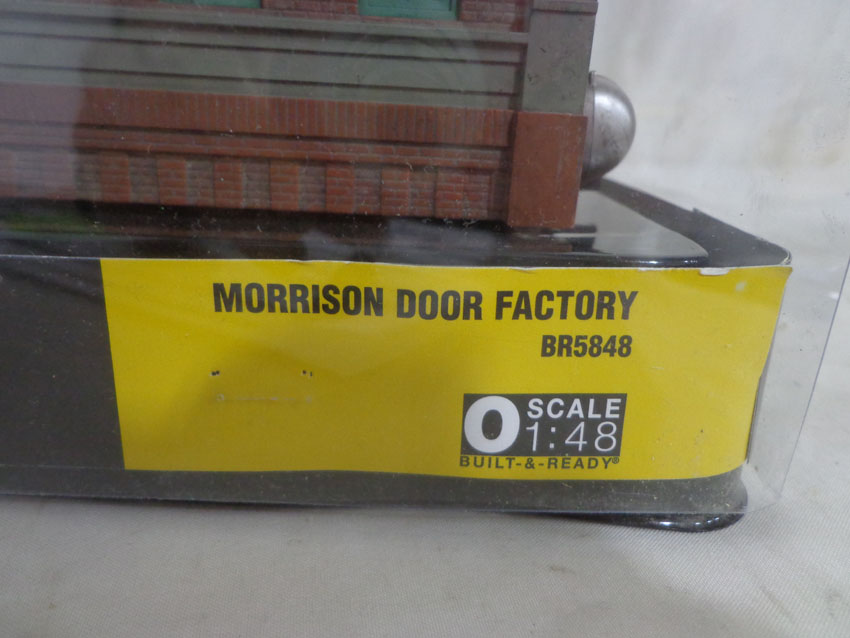 MORRISON DOOR FACTORY
BR5848
O SCALE
1:48
BUILT-&-READY®